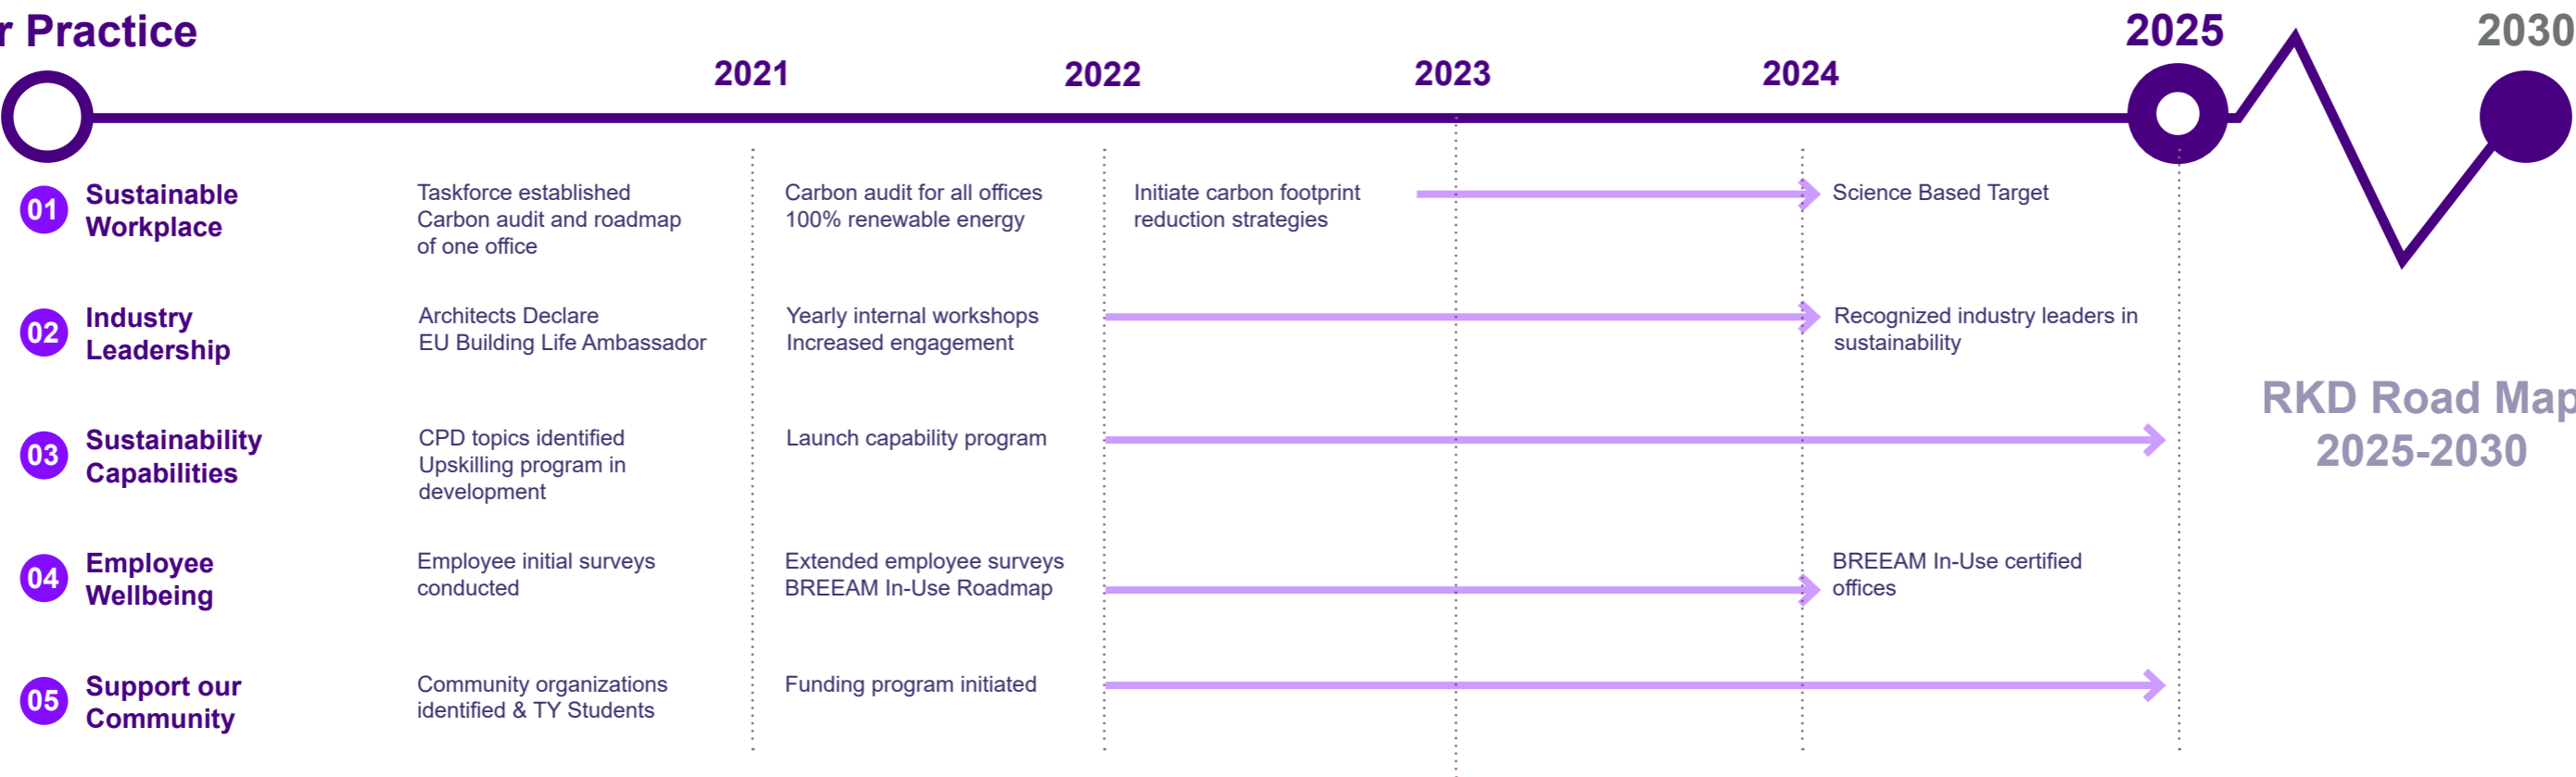 r Practice
2021
2022
2023
2024
2025
2030
01
Sustainable
Workplace
Taskforce established
Carbon audit and roadmap
of one office
Carbon audit for all offices
100% renewable energy
Initiate carbon footprint
reduction strategies
Science Based Target
02
Industry
Leadership
Architects Declare
EU Building Life Ambassador
Yearly internal workshops
Increased engagement
Recognized industry leaders in
sustainability
03
Sustainability
Capabilities
CPD topics identified
Upskilling program in
development
Launch capability program
RKD Road Map
2025-2030
04
Employee
Wellbeing
Employee initial surveys
conducted
Extended employee surveys
BREEAM In-Use Roadmap
BREEAM In-Use certified
offices
05
Support our
Community
Community organizations
identified & TY Students
Funding program initiated